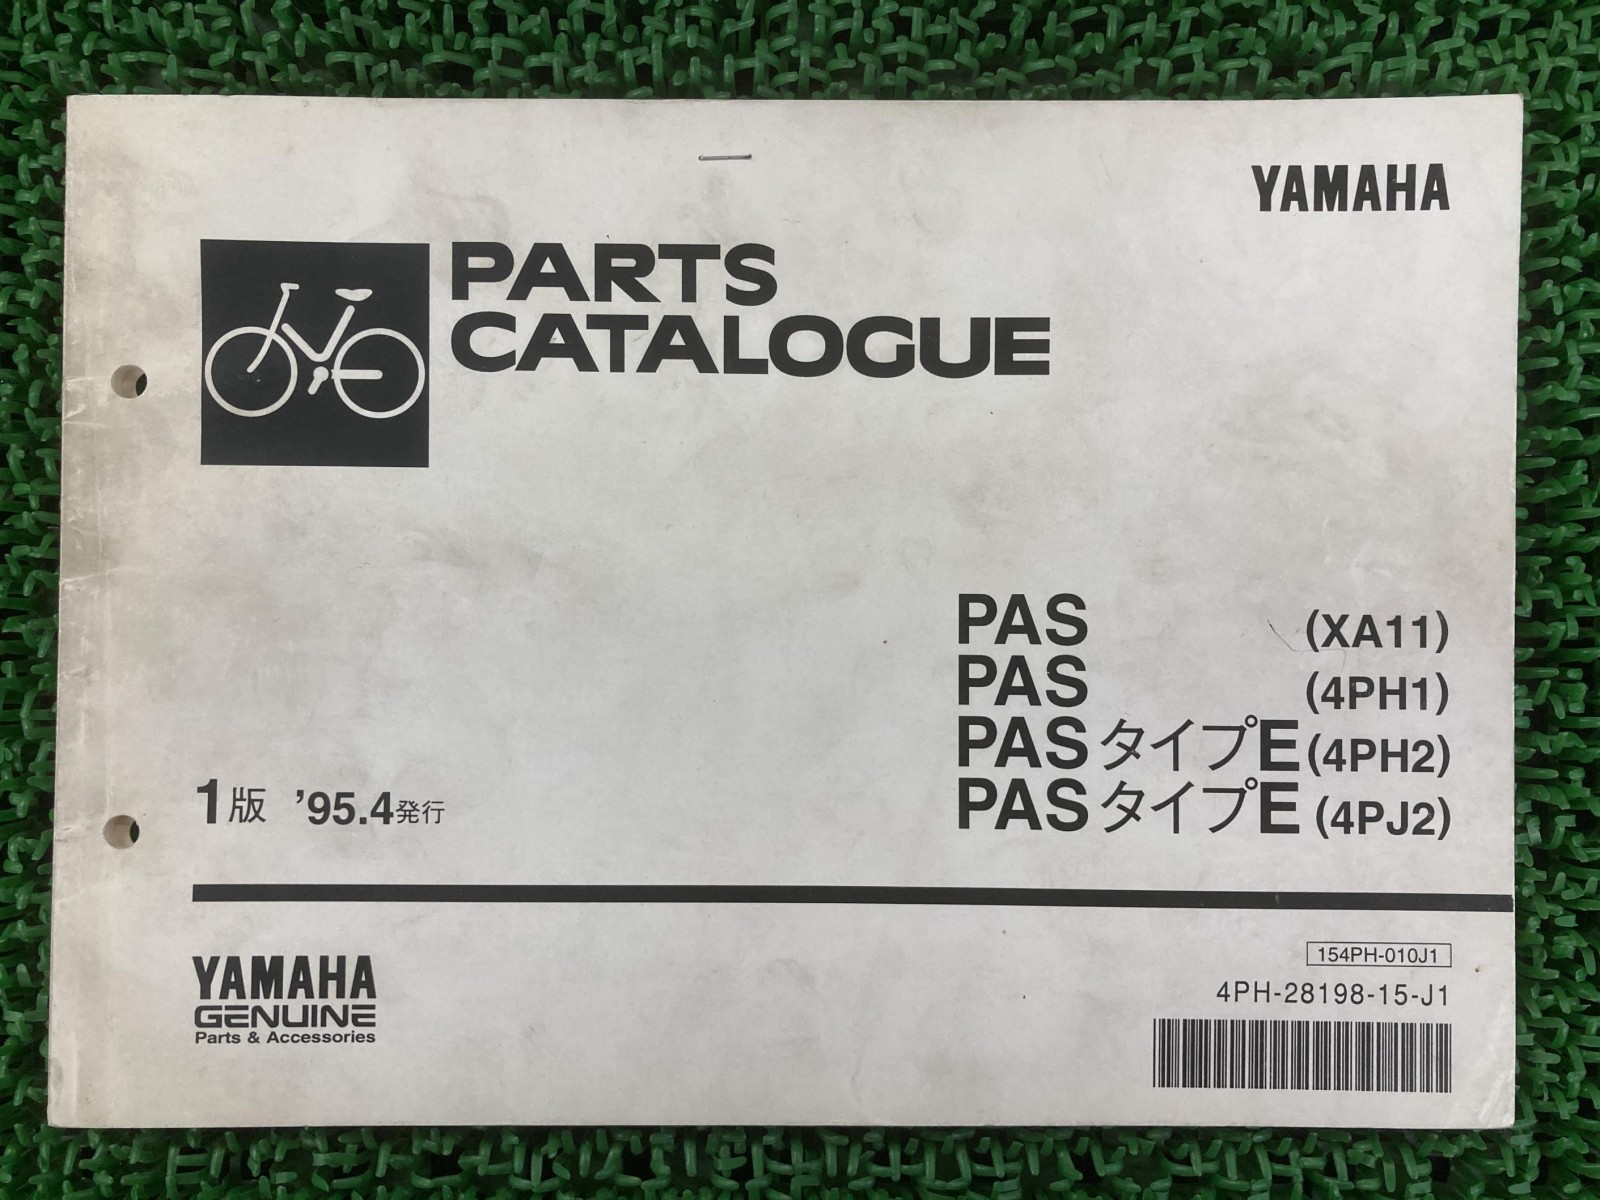 YAMAHA
PARTS
CATALOGUE
PAS (XA11)
PAS (4PH1)
PASタイプE (4PH2)
PASタイプE (4PJ2)
1版 '95.4発行
YAMAHA
GENUINE
Parts & Accessories
154PH-010J1
4PH-28198-15-J1